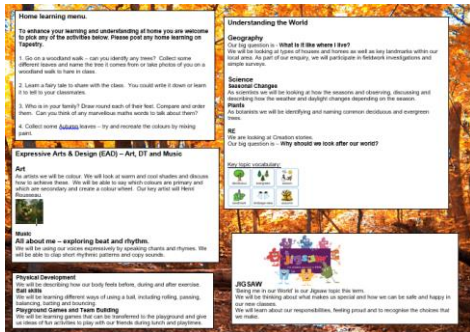 Home learning menu.
To enhance your learning and understanding at home you are welcome
to pick any of the activities below. Please post any home learning on
Tapestry.
1. Go on a woodland walk - can you identify any trees? Collect some
different leaves and name the tree it comes from or take photos of you on a
woodland walk to hare in class.
2. Learn a fairy tale to share with the class. You could write it down or learn
it to tell you classmates.
3. Who is in your family? Draw round each of their feet. Compare and order
them. Can you think of any marvellous maths words to talk about them?
4. Collect some Autumn leaves – try and recreate the colours by mixing
paint.
Expressive Arts & Design (EAD) – Art, DT and Music
Art
As artists we will be colour. We will look at warm and cool shades and discuss
how to achieve these. We will be able to say which colours are primary and
which are secondary and create a colour wheel. Our key artist will Henri
Rousseau
Music
All about me – exploring beat and rhythm.
We will be using our voices expressively by speaking chants and rhymes. We
will be able to clap short rhythmic patterns and copy sounds.
Physical Development
We will be describing how our body feels before, during and after exercise.
Ball skills
We will be learning different ways of using a ball, including rolling, passing,
balancing, batting and bouncing.
Playground Games and Team Building
We will be learning games that can be transferred to the playground and give
us ideas of fun activities to play with our friends during lunch and playtimes.
Understanding the World
Geography
Our big question is - What is it like where I live?
We will be looking at types of houses and homes as well as key landmarks within our
local area. As part of our enquiry, we will participate in fieldwork investigations and
simple surveys.
Science
Seasonal Changes
As scientists we will be looking at how the seasons and observing, discussing and
describing how the weather and daylight changes depending on the season.
Plants
As botanists we will be identifying and naming common deciduous and evergreen
trees.
RE
We are looking at Creation stories.
Our big question is – Why should we look after our world?
Key topic vocabulary:
JIGSAW
JIGSAW
'Being me in our World' is our Jigsaw topic this term.
We will be thinking about what makes us special and how we can be safe and happy in
our new classes.
We will learn about our responsibilities, feeling proud and to recognise the choices that
we make.